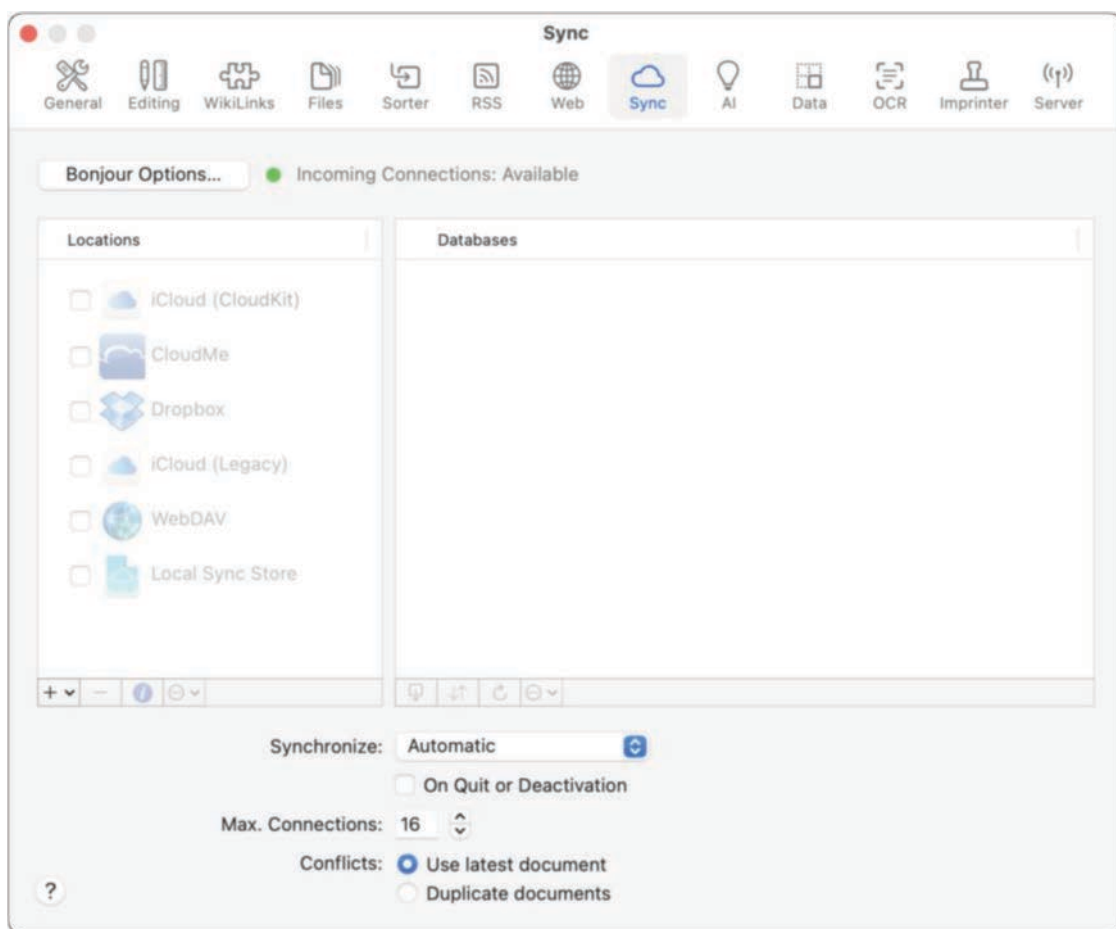 Sync
General Editing WikiLinks Files Sorter RSS Web Sync AI Data OCR Imprinter Server
Bonjour Options... Incoming Connections: Available
Locations
Databases
iCloud (CloudKit)
CloudMe
Dropbox
iCloud (Legacy)
WebDAV
Local Sync Store
Synchronize: Automatic
On Quit or Deactivation
Max. Connections: 16
Conflicts: Use latest document
Duplicate documents
?